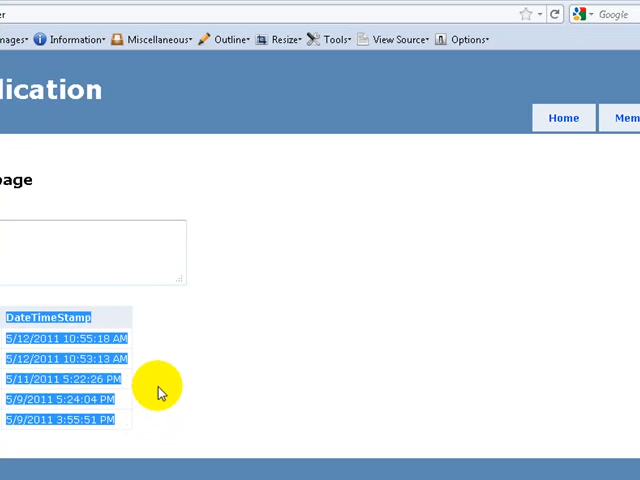 er
Google
mages Information Miscellaneous Outline Resize Tools View Source Options
lication
Home Mem
page
DateTimeStamp
5/12/2011 10:55:18 AM
5/12/2011 10:53:13 AM
5/11/2011 5:22:26 PM
5/9/2011 5:24:04 PM
5/9/2011 3:55:51 PM